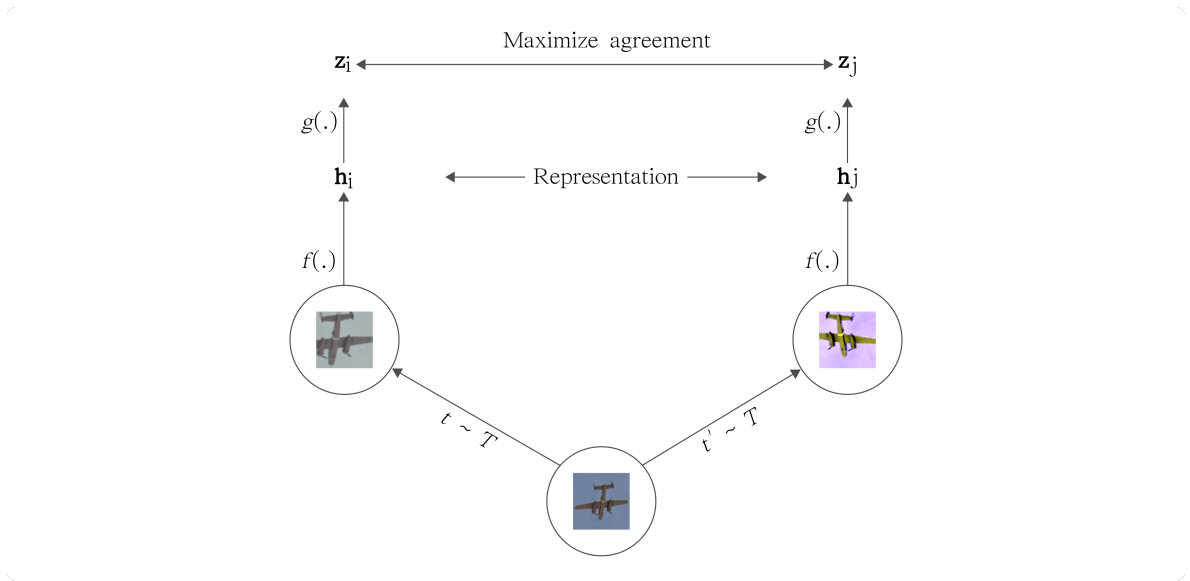 Maximize agreement
zi zj
g(.) g(.)
hi Representation hj
f(.) f(.)
t ~ T t' ~ T